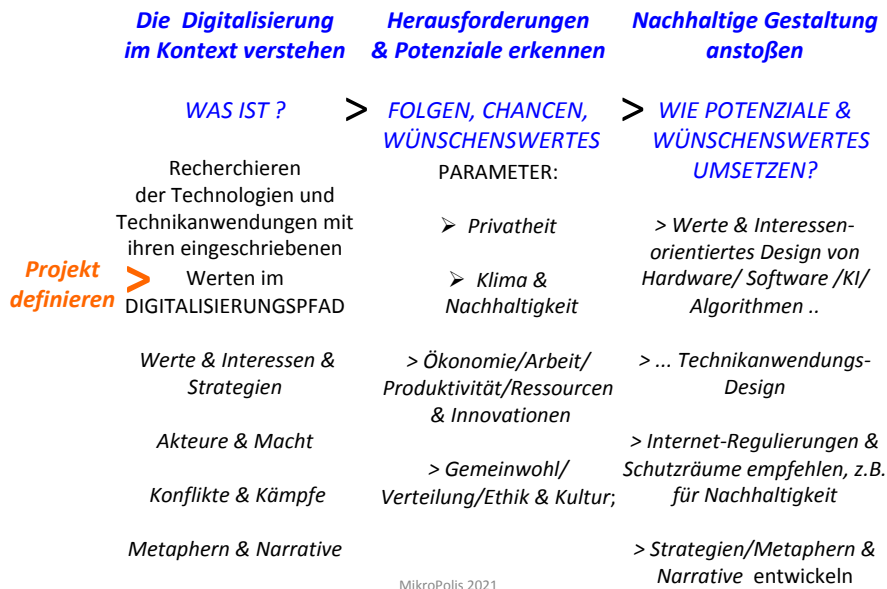 Die Digitalisierung
im Kontext verstehen
WAS IST ?
Recherchieren
der Technologien und
Technikanwendungen mit
ihren eingeschriebenen
Werten im
DIGITALISIERUNGSPFAD
Werte & Interessen &
Strategien
Akteure & Macht
Konflikte & Kämpfe
Metaphern & Narrative
Projekt
definieren
>
>
Herausforderungen
& Potenziale erkennen
FOLGEN, CHANCEN,
WÜNSCHENSWERTES
PARAMETER:
➢ Privatheit
➢ Klima &
Nachhaltigkeit
> Ökonomie/Arbeit/
Produktivität/Ressourcen
& Innovationen
> Gemeinwohl/
Verteilung/Ethik & Kultur;
>
Nachhaltige Gestaltung
anstoßen
WIE POTENZIALE &
WÜNSCHENSWERTES
UMSETZEN?
> Werte & Interessen-
orientiertes Design von
Hardware/ Software /KI/
Algorithmen ..
> ... Technikanwendungs-
Design
> Internet-Regulierungen &
Schutzräume empfehlen, z.B.
für Nachhaltigkeit
> Strategien/Metaphern &
Narrative entwickeln
MikroPolis 2021